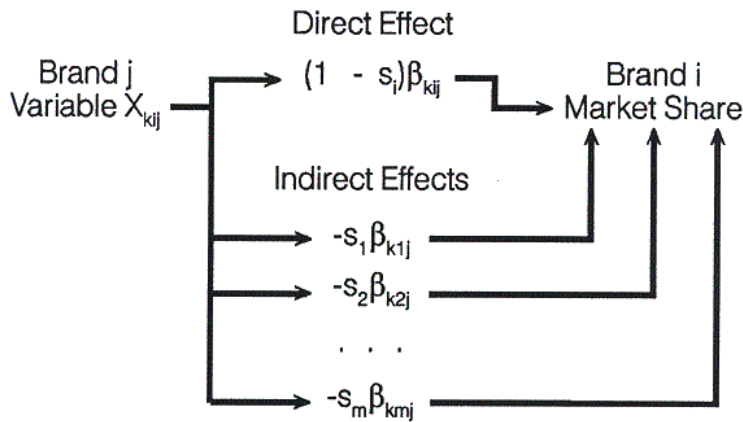 Direct Effect
Brand j
Variable X_kij
(1 - s_i)β_kij
Brand i
Market Share
Indirect Effects
-s_1β_k1j
-s_2β_k2j
. . .
-s_mβ_kmj